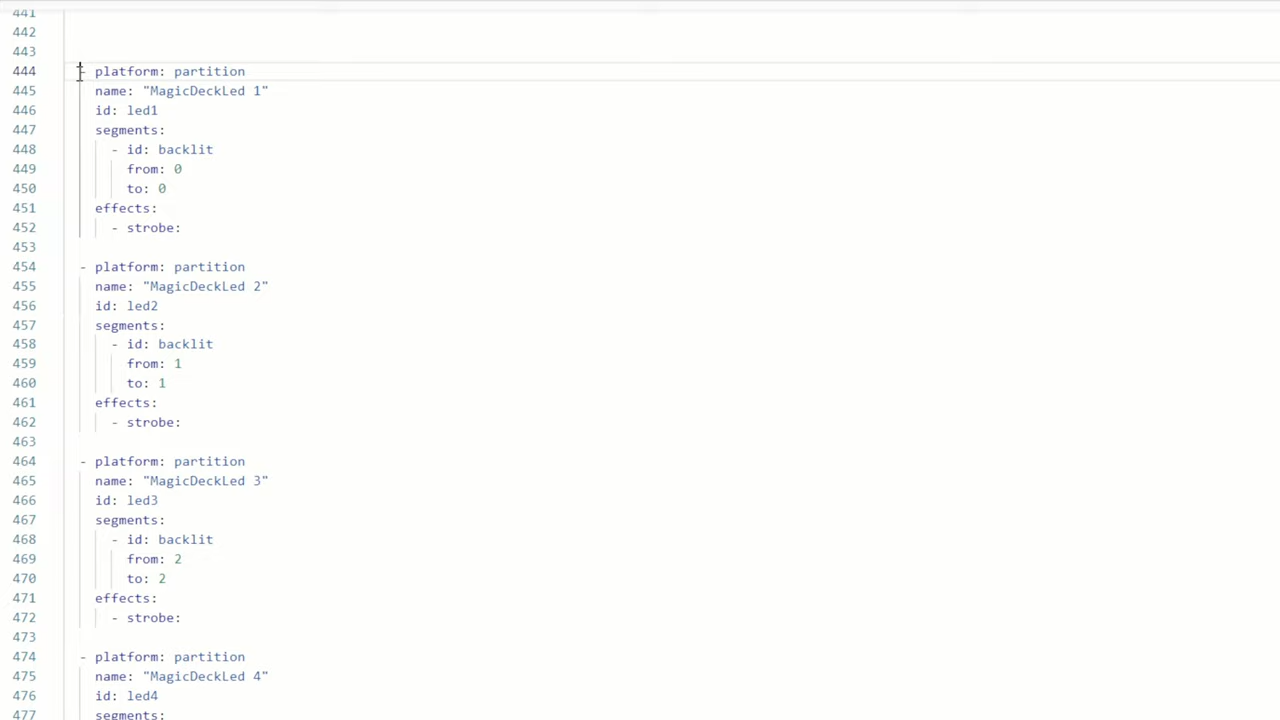 441
442
443
444 - platform: partition
445 name: "MagicDeckLed 1"
446 id: led1
447 segments:
448 - id: backlit
449 from: 0
450 to: 0
451 effects:
452 - strobe:
453
454 - platform: partition
455 name: "MagicDeckLed 2"
456 id: led2
457 segments:
458 - id: backlit
459 from: 1
460 to: 1
461 effects:
462 - strobe:
463
464 - platform: partition
465 name: "MagicDeckLed 3"
466 id: led3
467 segments:
468 - id: backlit
469 from: 2
470 to: 2
471 effects:
472 - strobe:
473
474 - platform: partition
475 name: "MagicDeckLed 4"
476 id: led4
477 segments: